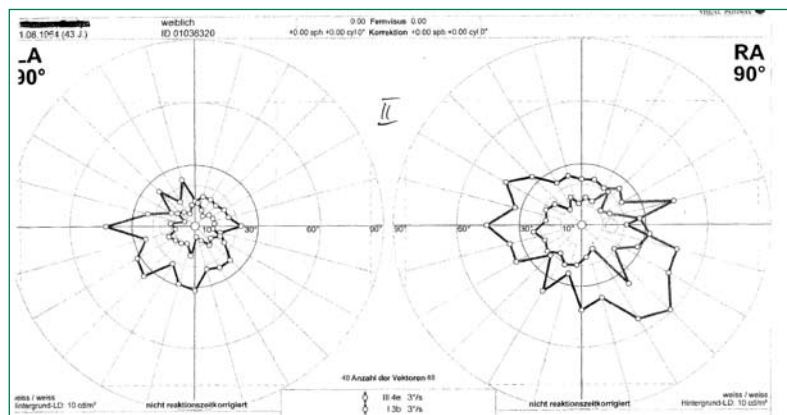 weiblich
0.00 Fernvisus 0.00
1.08.1964 (43 J.)
ID 01036320
+0.00 sph +0.00 cyl 0° Korrektion +0.00 sph +0.00 cyl 0°
LA
90°
RA
90°
II
10° 30° 60° 90°
90° 60° 30° 10°
40 Anzahl der Vektoren 48
weiss / weiss
Hintergrund-LD: 10 cd/m²
nicht reaktionszeitkorrigiert
III 4e 3°/s
I 3b 3°/s
nicht reaktionszeitkorrigiert
weiss / weiss
Hintergrund-LD: 10 cd/m²